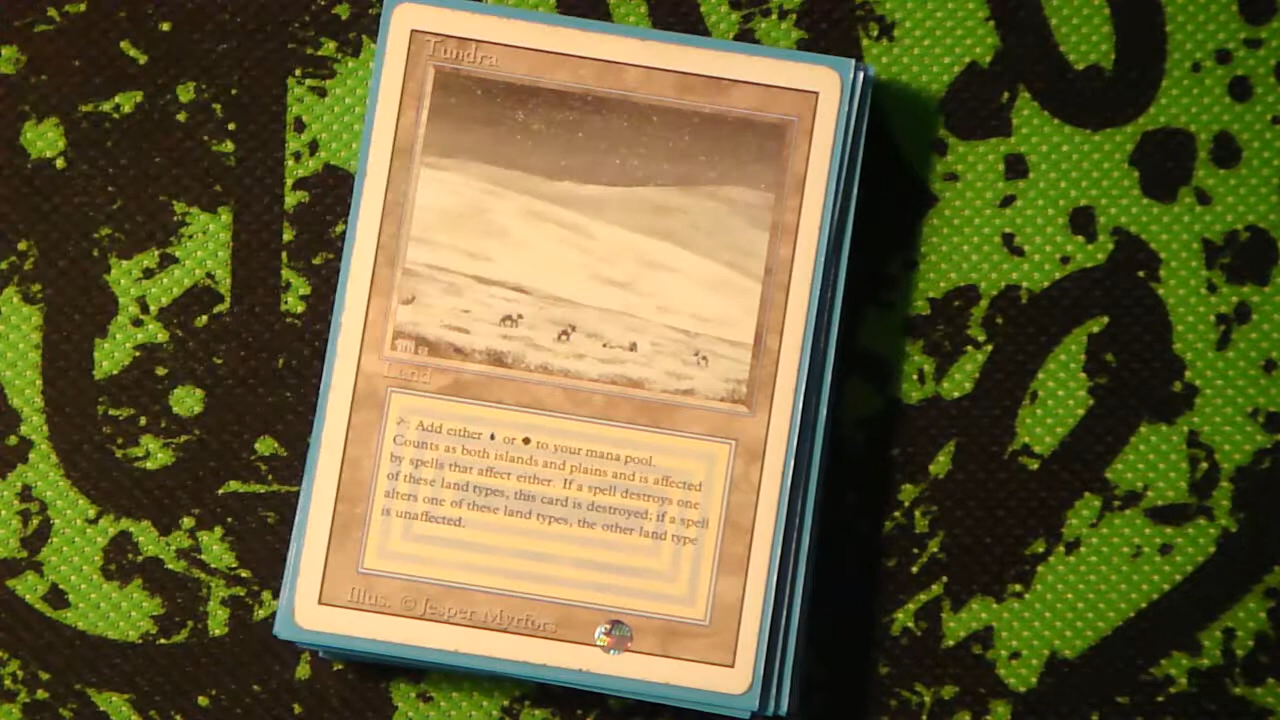 Tundra
Land
: Add either or to your mana pool.
Counts as both islands and plains and is affected
by spells that affect either. If a spell destroys one
of these land types, this card is destroyed; if a spell
alters one of these land types, the other land type
is unaffected.
Illus. © Jesper Myrfors